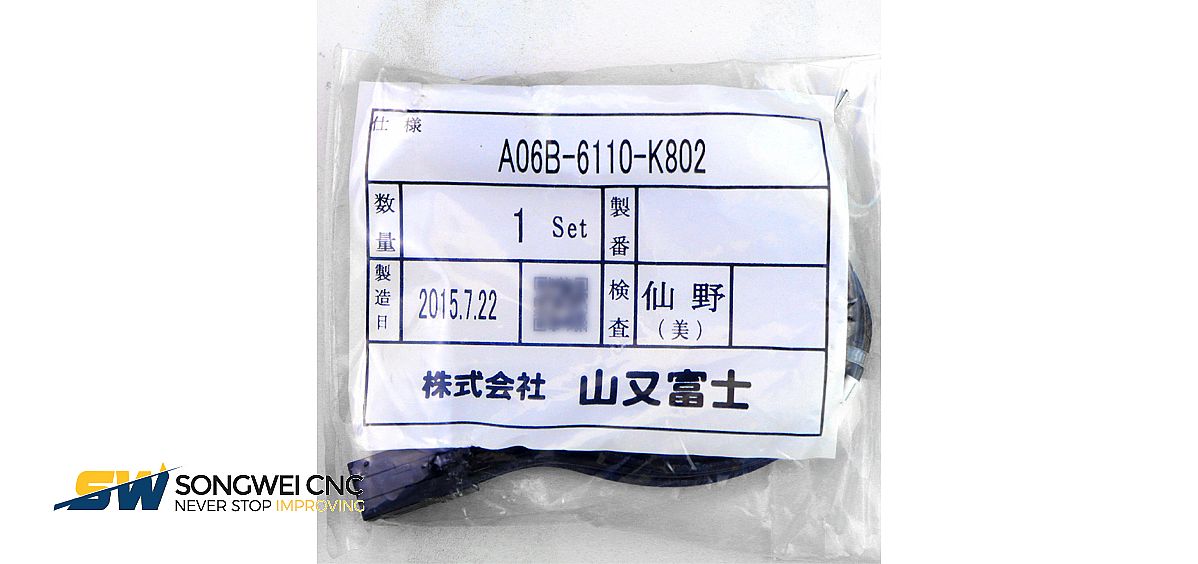 仕様
A06B-6110-K802
数量
1 Set
製番
製造日
2015.7.22
検査
仙野
(美)
株式会社 山又富士
SW SONGWEI CNC
NEVER STOP IMPROVING